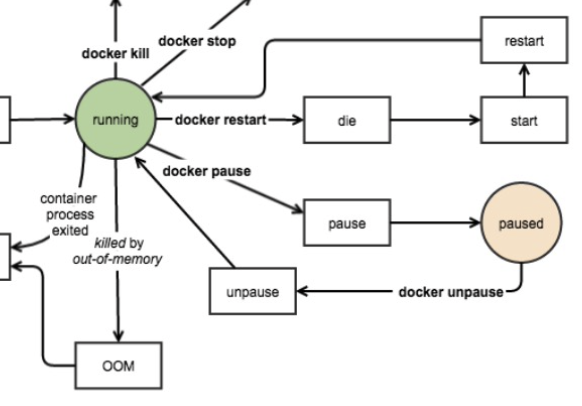 restart
docker stop
docker kill
running
docker restart
die
start
docker pause
container
process
exited
pause
paused
killed by
out-of-memory
unpause
docker unpause
OOM